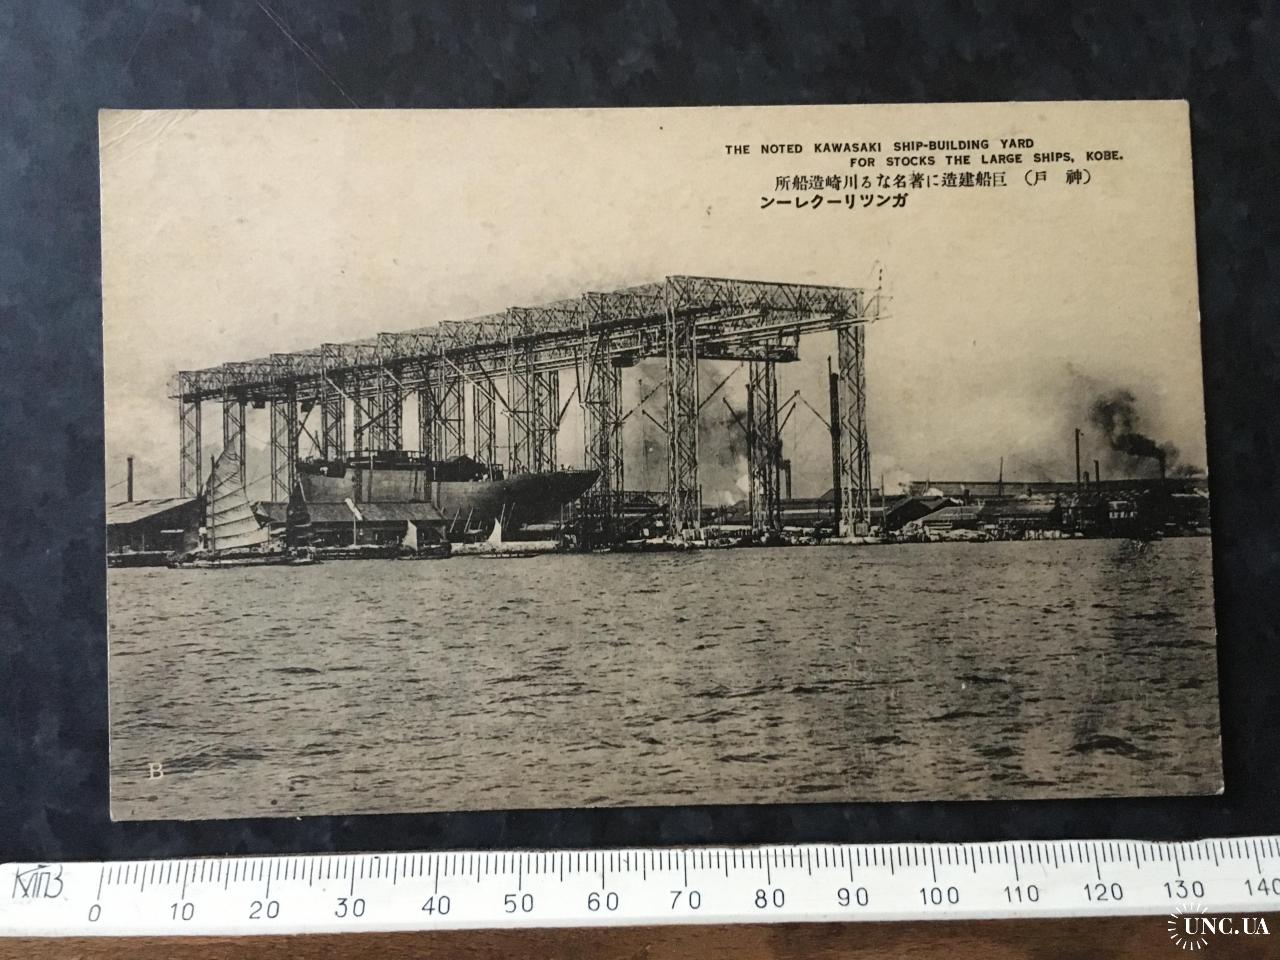 THE NOTED KAWASAKI SHIP-BUILDING YARD
FOR STOCKS THE LARGE SHIPS, KOBE.
所船造崎川るな名著に造建船巨 (戸 神)
ンーレクーリツンガ
B
КПВ
0 10 20 30 40 50 60 70 80 90 100 110 120 130 140
UNC.UA